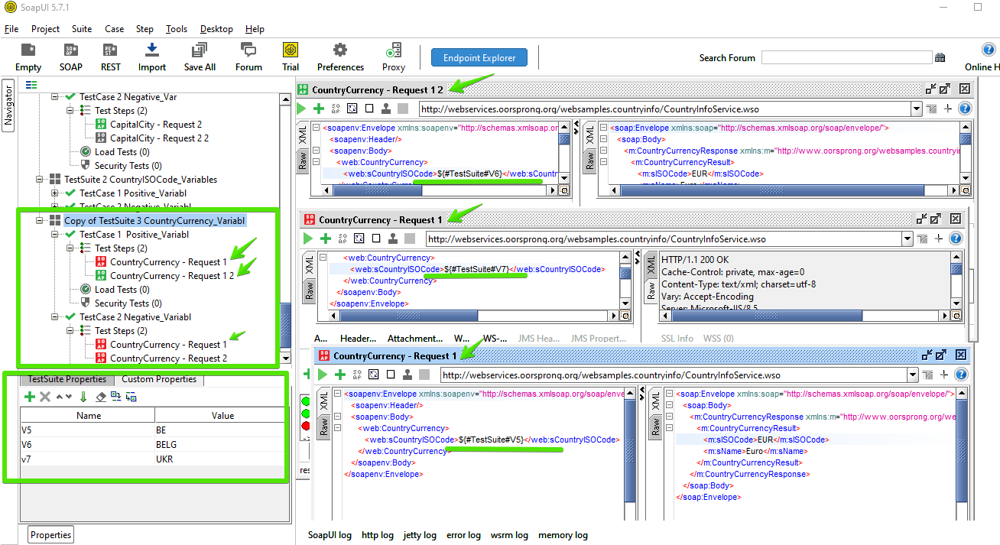 SoapUI 5.7.1
File Project Suite Case Step Tools Desktop Help
Empty SOAP REST Import Save All Forum Trial Preferences Proxy Endpoint Explorer Search Forum Online H
Navigator
TestCase 2 Negative_Var
Test Steps (2)
CapitalCity - Request 2
CapitalCity - Request 2 2
Load Tests (0)
Security Tests (0)
TestSuite 2 CountryISOCode_Variables
TestCase 1 Positive_Variabl
TestCase 2 Negative_Variabl
Copy of TestSuite 3 CountryCurrency_Variabl
TestCase 1 Positive_Variabl
Test Steps (2)
CountryCurrency - Request 1
CountryCurrency - Request 1 2
Load Tests (0)
Security Tests (0)
TestCase 2 Negative_Variabl
Test Steps (2)
CountryCurrency - Request 1
CountryCurrency - Request 2
TestSuite Properties Custom Properties
Name Value
V5 BE
V6 BELG
v7 UKR
Properties
CountryCurrency - Request 1 2
http://webservices.oorsprong.org/websamples.countryinfo/CountryInfoService.wso
XML
Raw
<soapenv:Envelope xmlns:soapenv="http://schemas.xmlsoap.or
<soapenv:Header/>
<soapenv:Body>
<web:CountryCurrency>
<web:sCountryISOCode>${#TestSuite#V6}</web:sCountr
XML
Raw
<soap:Envelope xmlns:soap="http://schemas.xmlsoap.org/soap/envelope/">
<soap:Body>
<m:CountryCurrencyResponse xmlns:m="http://www.oorsprong.org/websamples.countryin
<m:CountryCurrencyResult>
<m:sISOCode>EUR</m:sISOCode>
<m:sName>Euro</m:sName>
CountryCurrency - Request 1
http://webservices.oorsprong.org/websamples.countryinfo/CountryInfoService.wso
XML
Raw
<web:CountryCurrency>
<web:sCountryISOCode>${#TestSuite#V7}</web:sCountryISOCode>
</web:CountryCurrency>
</soapenv:Body>
</soapenv:Envelope>
XML
Raw
HTTP/1.1 200 OK
Cache-Control: private, max-age=0
Content-Type: text/xml; charset=utf-8
Vary: Accept-Encoding
Server: Microsoft-IIS/8.5
A... Header... Attachment... W... WS-... JMS Hea... JMS Propert... SSL Info WSS (0)
CountryCurrency - Request 1
http://webservices.oorsprong.org/websamples.countryinfo/CountryInfoService.wso
XML
Raw
<soapenv:Envelope xmlns:soapenv="http://schemas.xmlsoap.org/soap/enve
<soapenv:Header/>
<soapenv:Body>
<web:CountryCurrency>
<web:sCountryISOCode>${#TestSuite#V5}</web:sCountryISOCode>
</web:CountryCurrency>
</soapenv:Body>
</soapenv:Envelope>
XML
Raw
<soap:Envelope xmlns:soap="http://schemas.xmlsoap.org/soap/envelope/">
<soap:Body>
<m:CountryCurrencyResponse xmlns:m="http://www.oorsprong.org/we
<m:CountryCurrencyResult>
<m:sISOCode>EUR</m:sISOCode>
<m:sName>Euro</m:sName>
</m:CountryCurrencyResult>
</m:CountryCurrencyResponse>
</soap:Body>
</soap:Envelope>
res
SoapUI log http log jetty log error log wsrm log memory log